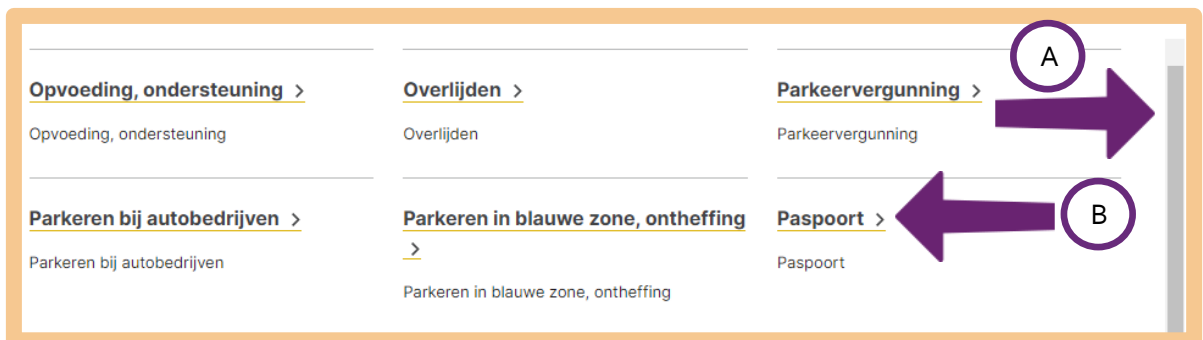 A
Opvoeding, ondersteuning >
Overlijden >
Parkeervergunning >
Opvoeding, ondersteuning
Overlijden
Parkeervergunning
Parkeren bij autobedrijven >
Parkeren in blauwe zone, ontheffing
>
Paspoort >
B
Parkeren bij autobedrijven
Parkeren in blauwe zone, ontheffing
Paspoort